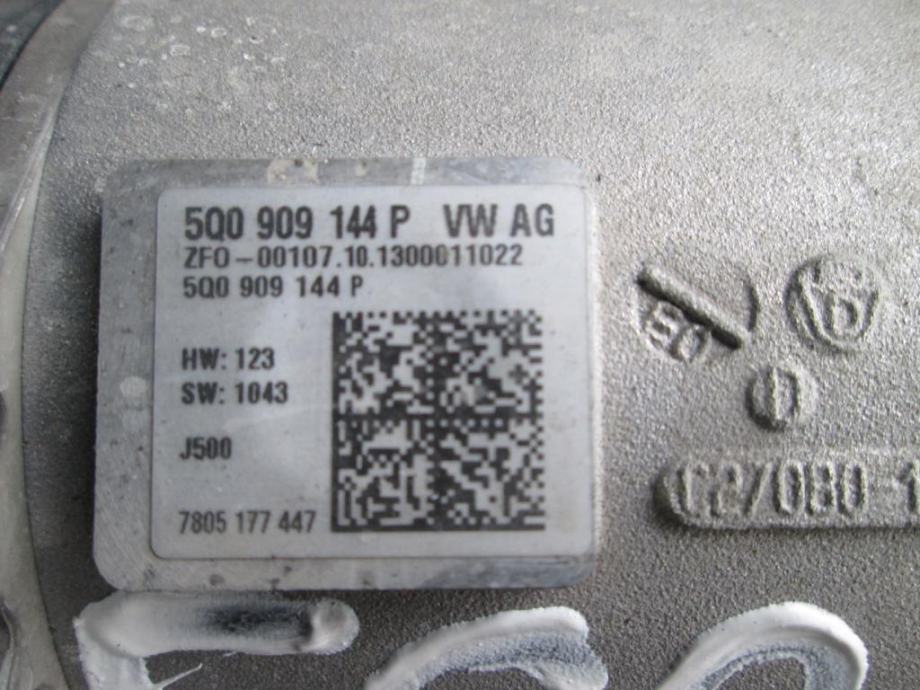 5Q0 909 144 P VW AG
ZFO-00107.10.1300011022
5Q0 909 144 P
HW: 123
SW: 1043
J500
7805 177 447